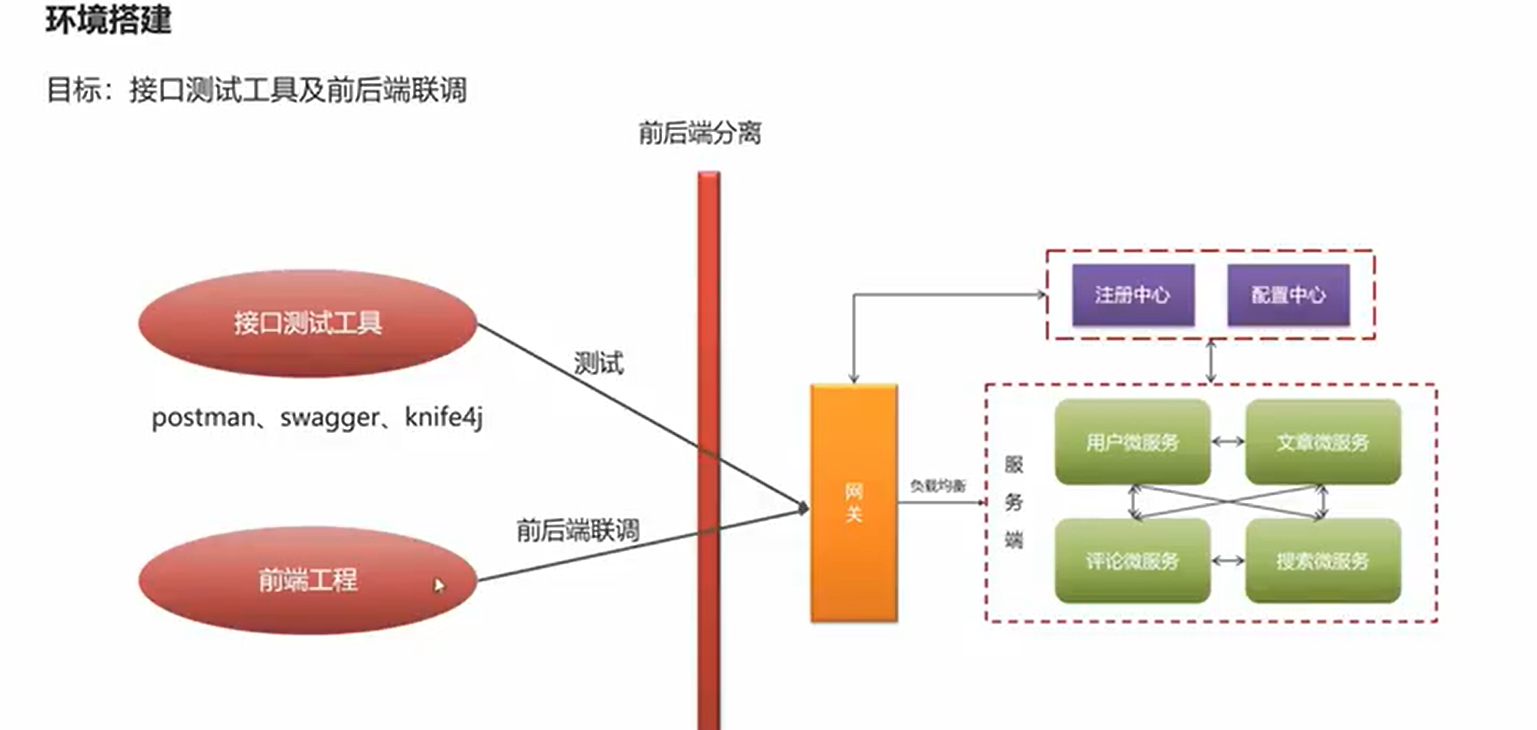 环境搭建
目标：接口测试工具及前后端联调
前后端分离
接口测试工具
测试
postman、swagger、knife4j
前后端联调
前端工程
网
关
负载均衡
注册中心
配置中心
服
务
端
用户微服务
文章微服务
评论微服务
搜索微服务